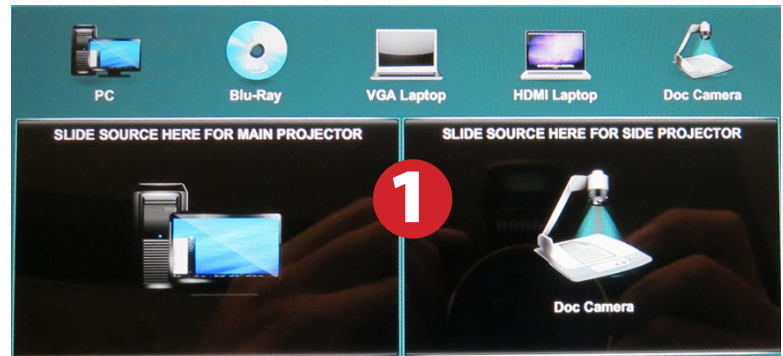 PC
Blu-Ray
VGA Laptop
HDMI Laptop
Doc Camera
SLIDE SOURCE HERE FOR MAIN PROJECTOR
SLIDE SOURCE HERE FOR SIDE PROJECTOR
1
Doc Camera